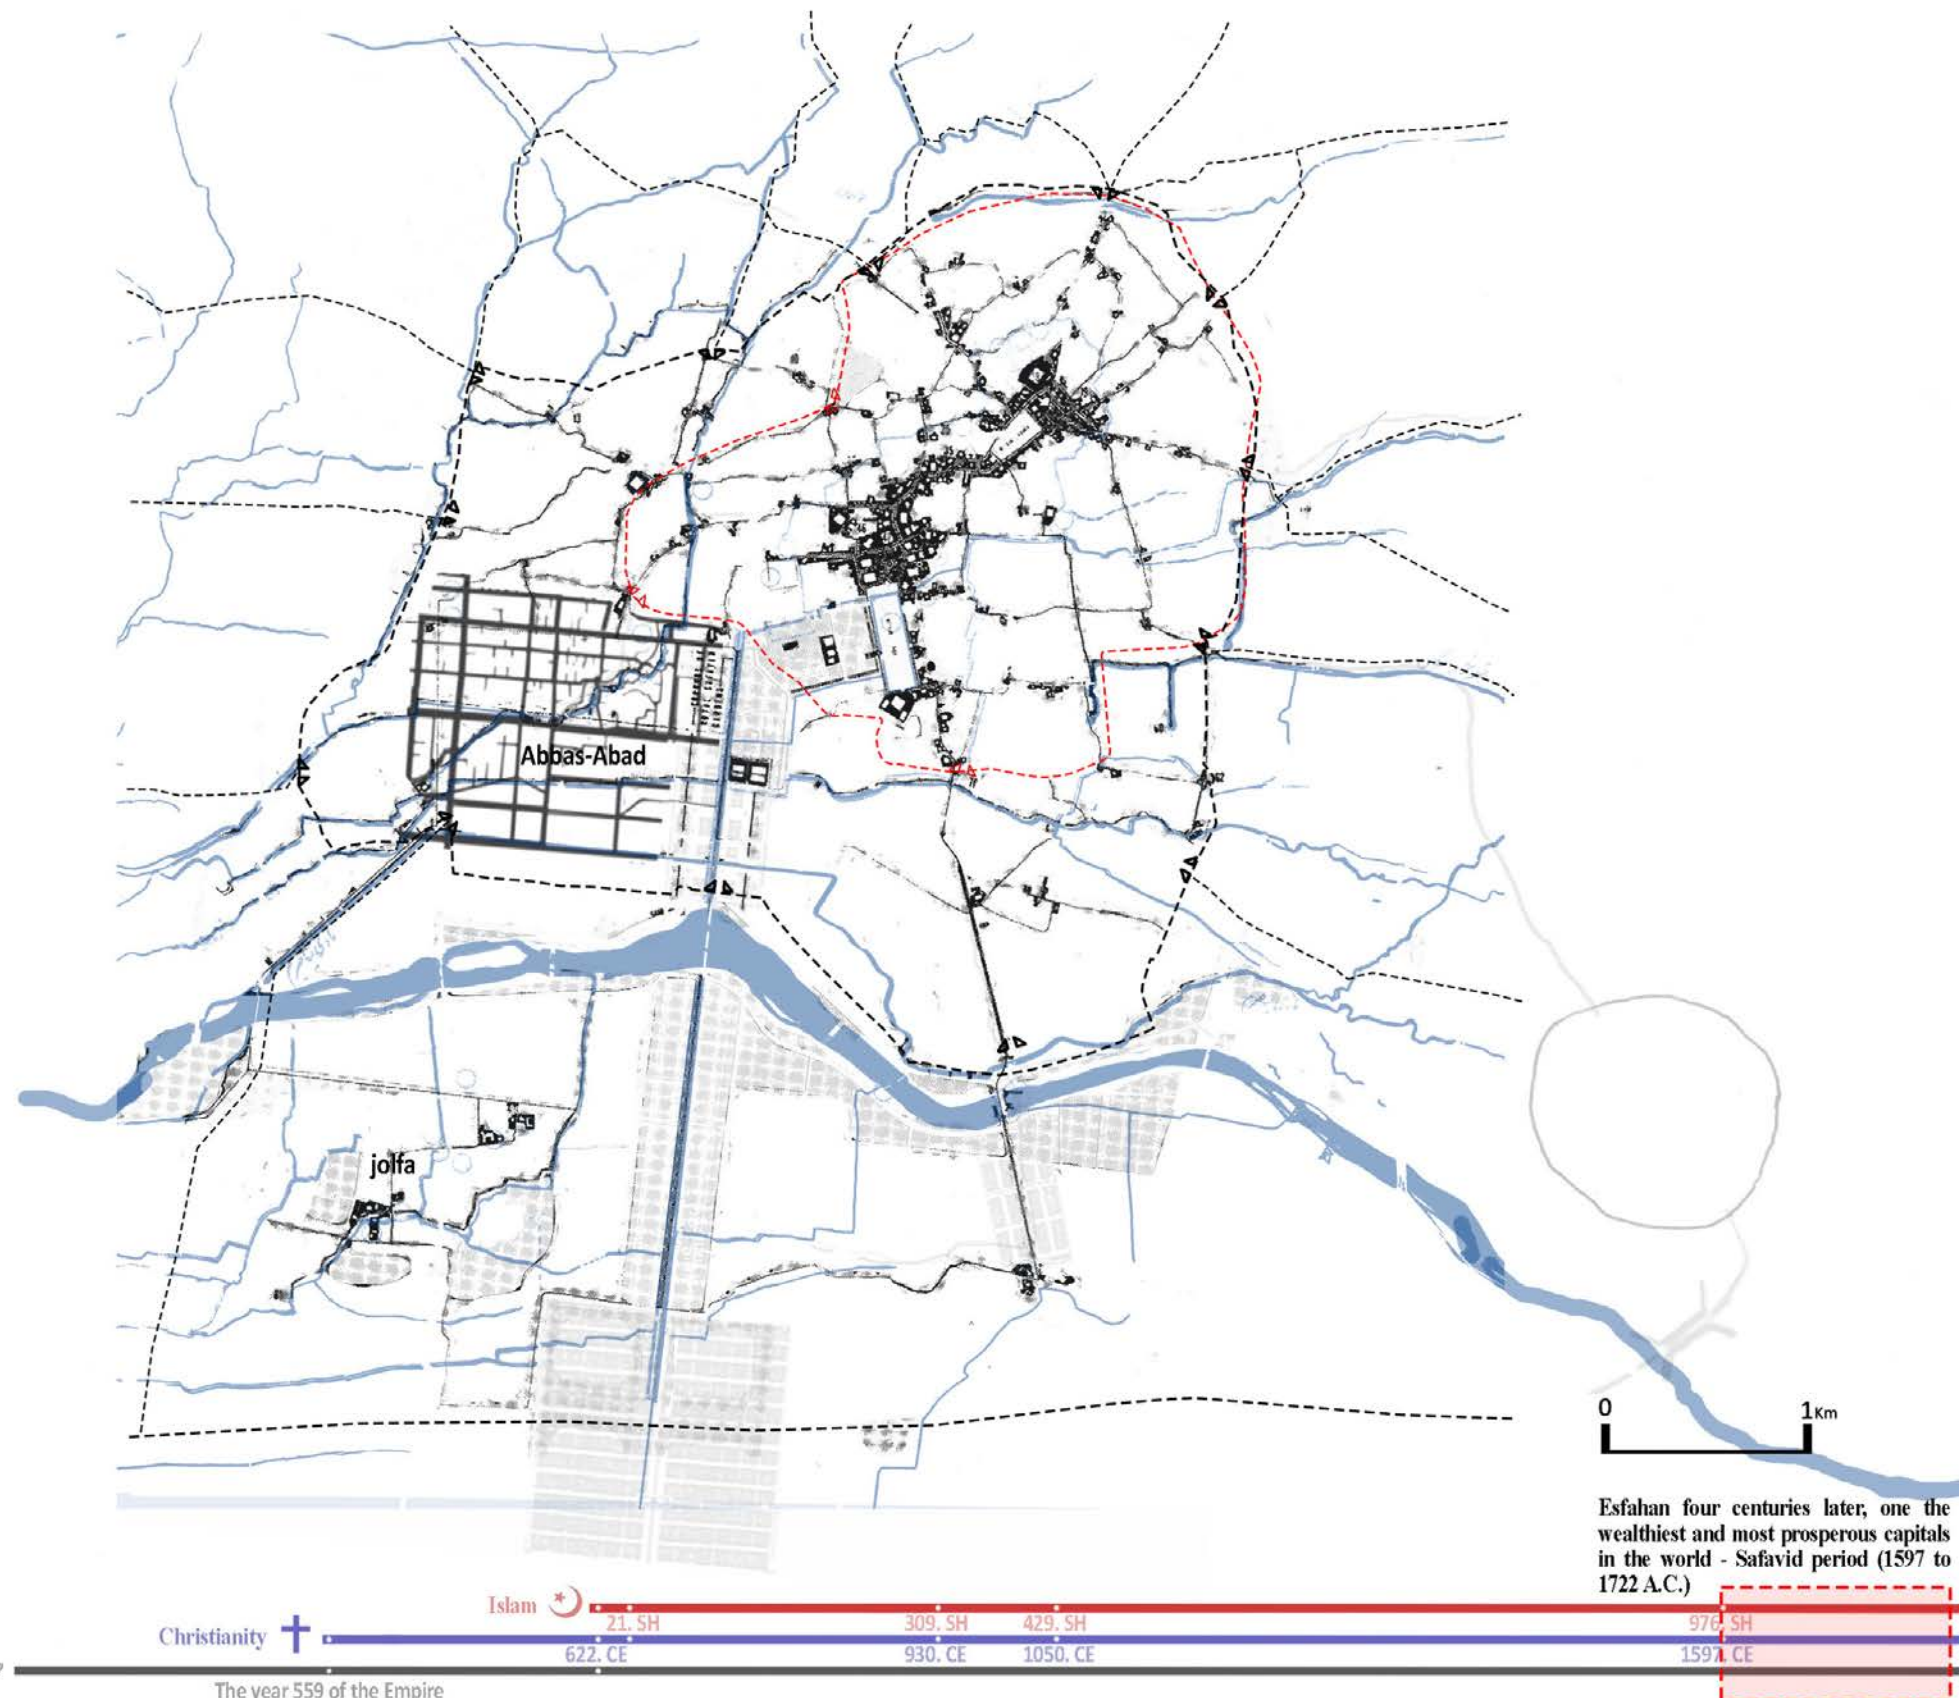 Abbas-Abad
jolfa
0 1Km
Esfahan four centuries later, one the
wealthiest and most prosperous capitals
in the world - Safavid period (1597 to
1722 A.C.)
Islam
21. SH 309. SH 429. SH 976. SH
Christianity
622. CE 930. CE 1050. CE 1597. CE
The year 559 of the Empire